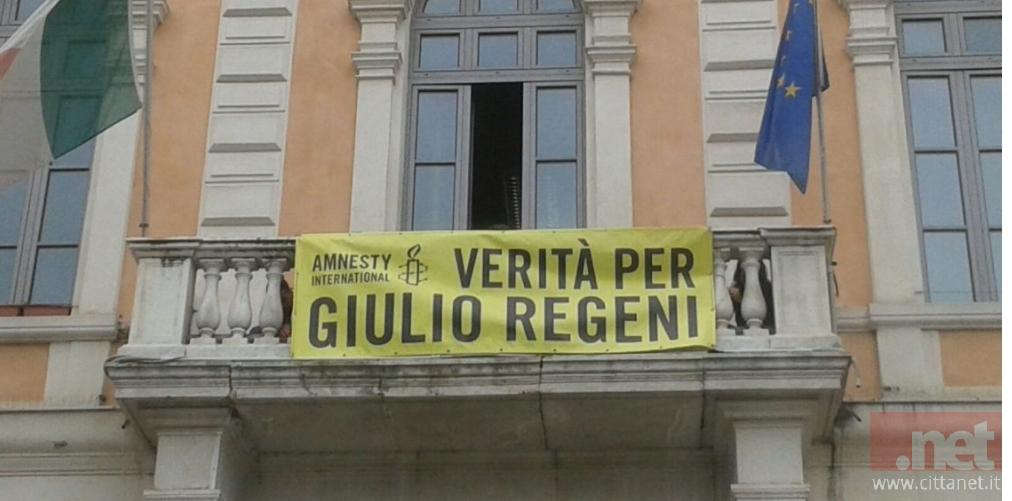 AMNESTY
INTERNATIONAL
VERITÀ PER
GIULIO REGENI
.net
www.cittanet.it